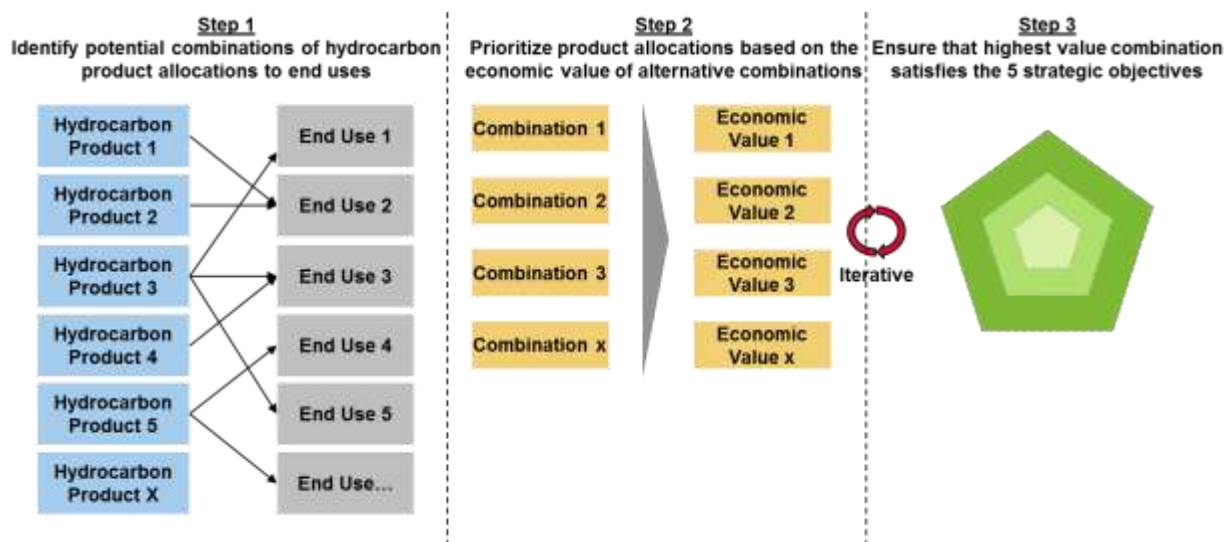 Step 1
Identify potential combinations of hydrocarbon
product allocations to end uses
Hydrocarbon
Product 1
Hydrocarbon
Product 2
Hydrocarbon
Product 3
Hydrocarbon
Product 4
Hydrocarbon
Product 5
Hydrocarbon
Product X
End Use 1
End Use 2
End Use 3
End Use 4
End Use 5
End Use...
Step 2
Prioritize product allocations based on the
economic value of alternative combinations
Combination 1
Combination 2
Combination 3
Combination x
Economic
Value 1
Economic
Value 2
Economic
Value 3
Economic
Value x
Iterative
Step 3
Ensure that highest value combination
satisfies the 5 strategic objectives